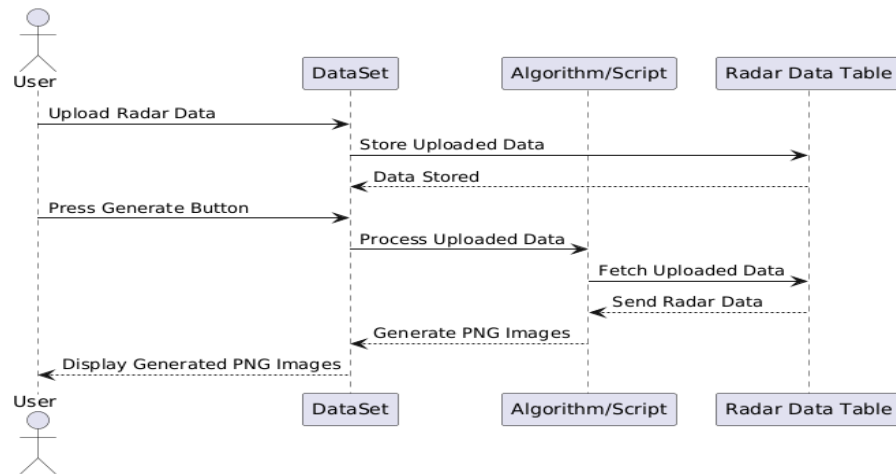 User
DataSet
Algorithm/Script
Radar Data Table
Upload Radar Data
Store Uploaded Data
Data Stored
Press Generate Button
Process Uploaded Data
Fetch Uploaded Data
Send Radar Data
Generate PNG Images
Display Generated PNG Images
User
DataSet
Algorithm/Script
Radar Data Table